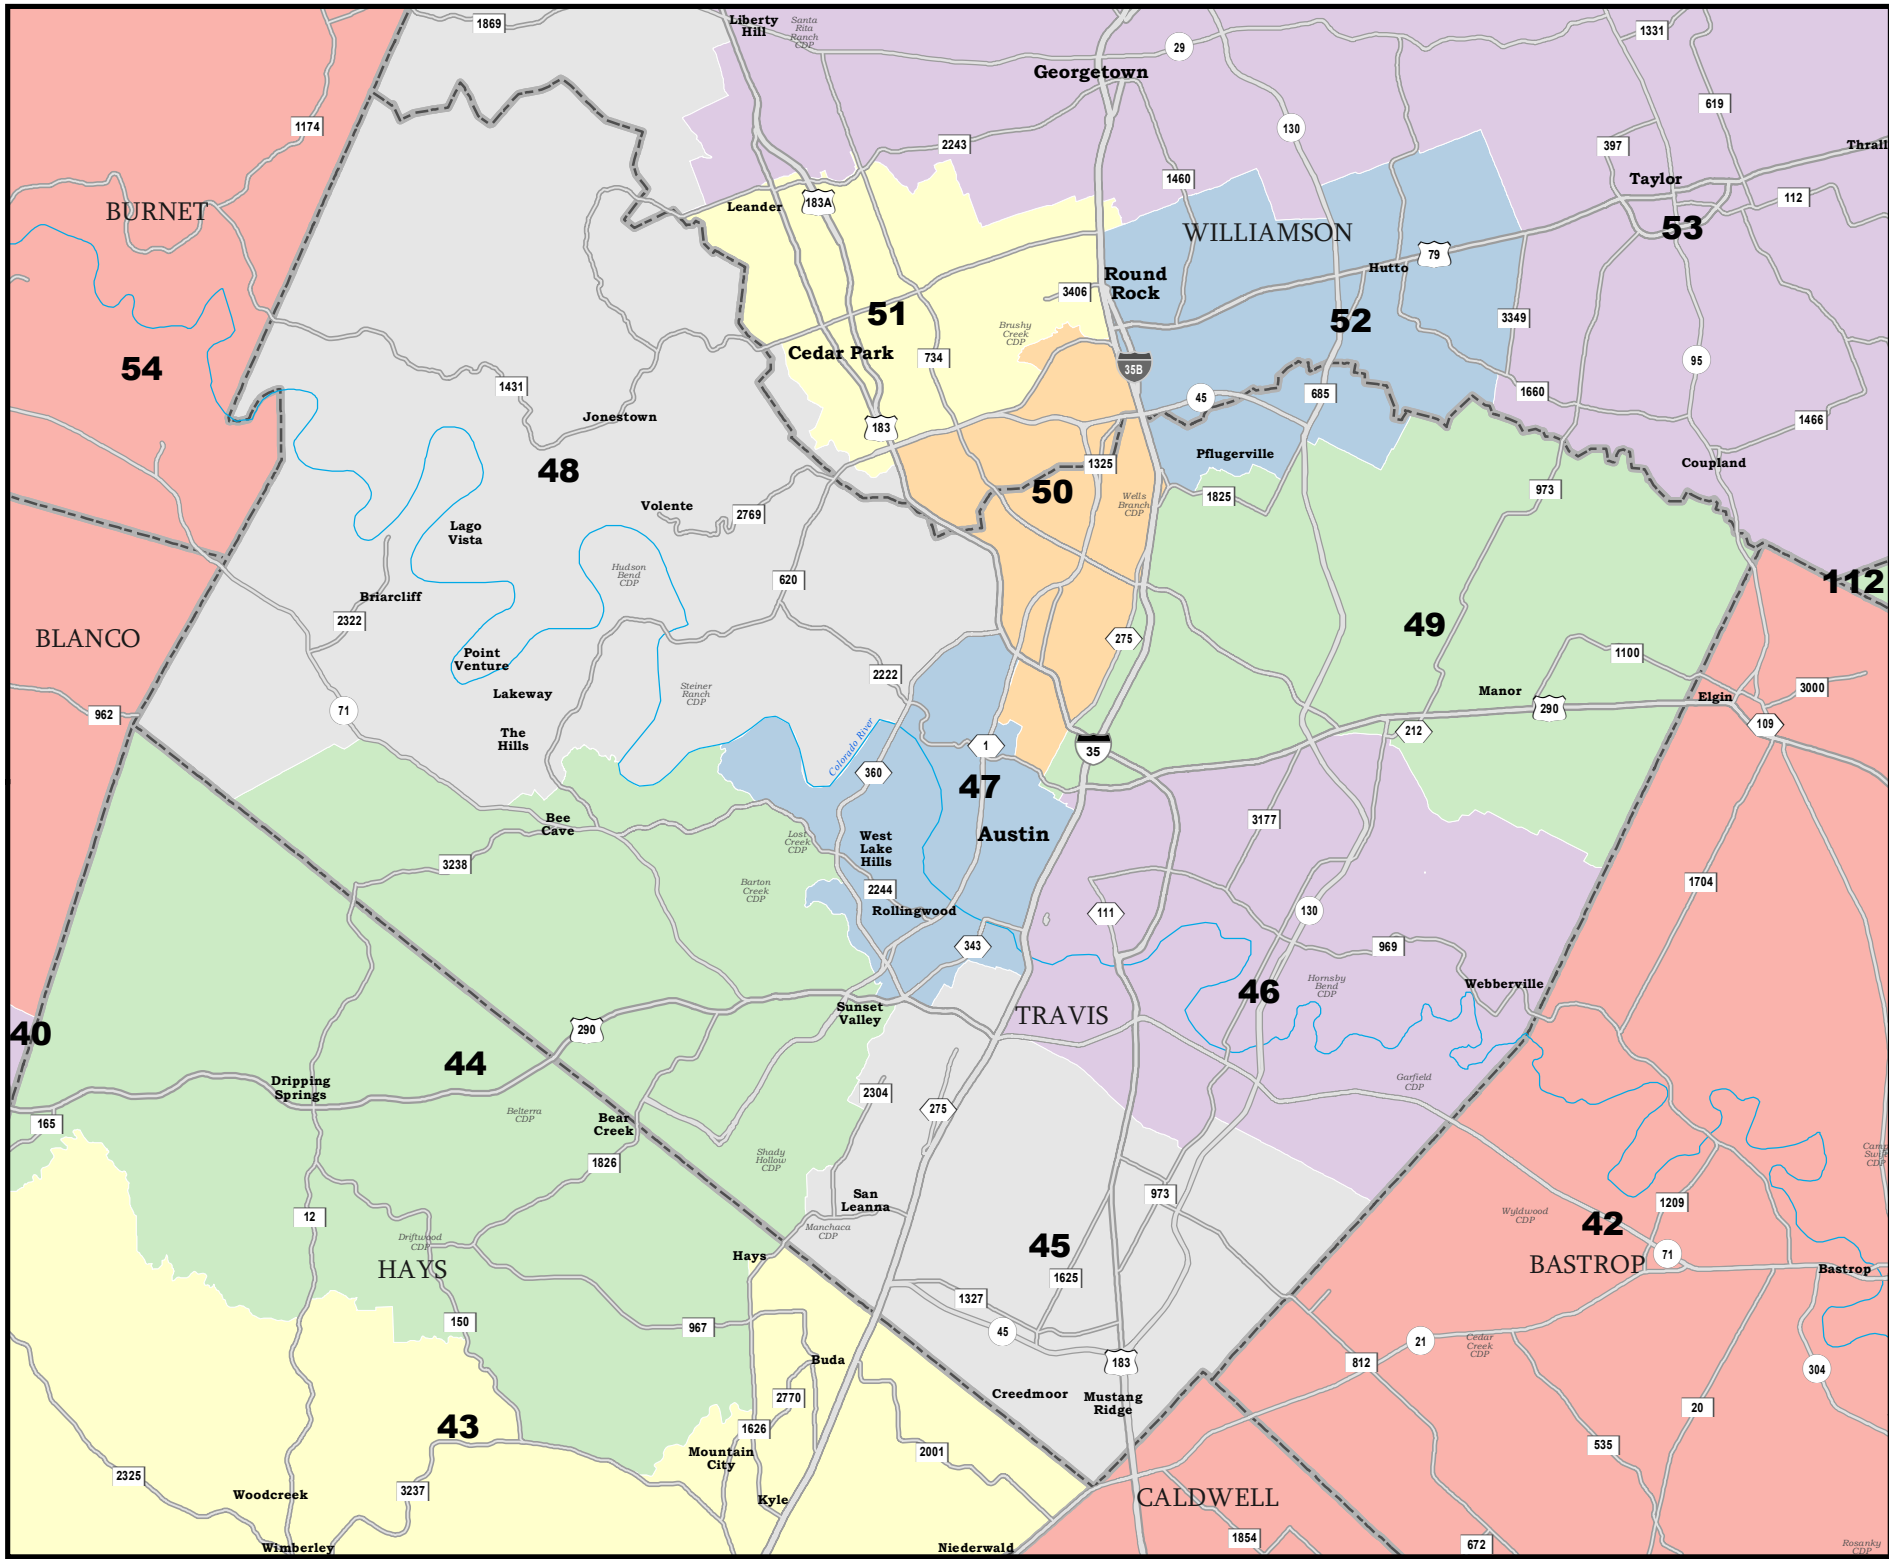 1869
Liberty
Hill
Santa
Rita
Ranch
CDP
29
1331
Georgetown
619
1174
130
2243
397
Thrall
1460
Taylor
183A
Leander
112
BURNET
WILLIAMSON
53
79
Hutto
Round
Rock
3406
51
Brushy
Creek
CDP
52
3349
Cedar Park
734
54
35B
95
1431
45
685
1660
Jonestown
183
1466
Pflugerville
1325
Coupland
48
50
1825
973
Volente
2769
Wells
Branch
CDP
Lago
Vista
Hudson
Bend
CDP
620
112
Briarcliff
2322
49
BLANCO
275
1100
Point
Venture
2222
Steiner
Ranch
CDP
Lakeway
Manor
3000
Elgin
962
71
290
109
The
Hills
Colorado River
1
35
212
360
47
Bee
Cave
3177
Austin
Lost
Creek
CDP
West
Lake
Hills
3238
2244
Barton
Creek
CDP
1704
Rollingwood
111
130
343
969
Hornsby
Bend
CDP
Webberville
46
Sunset
Valley
TRAVIS
40
290
44
Dripping
Springs
Garfield
CDP
2304
275
Belterra
CDP
Bear
Creek
165
Shady
Hollow
CDP
1826
Camp
Swift
CDP
San
Leanna
973
1209
12
Manchaca
CDP
Wyldwood
CDP
42
Driftwood
CDP
Hays
45
71
HAYS
BASTROP
Bastrop
1625
1327
150
967
45
21
Cedar
Creek
CDP
Buda
183
812
304
2770
Creedmoor
Mustang
Ridge
20
43
1626
Mountain
City
2001
535
2325
3237
Woodcreek
Kyle
CALDWELL
1854
672
Wimberley
Niederwald
Rosanky
CDP